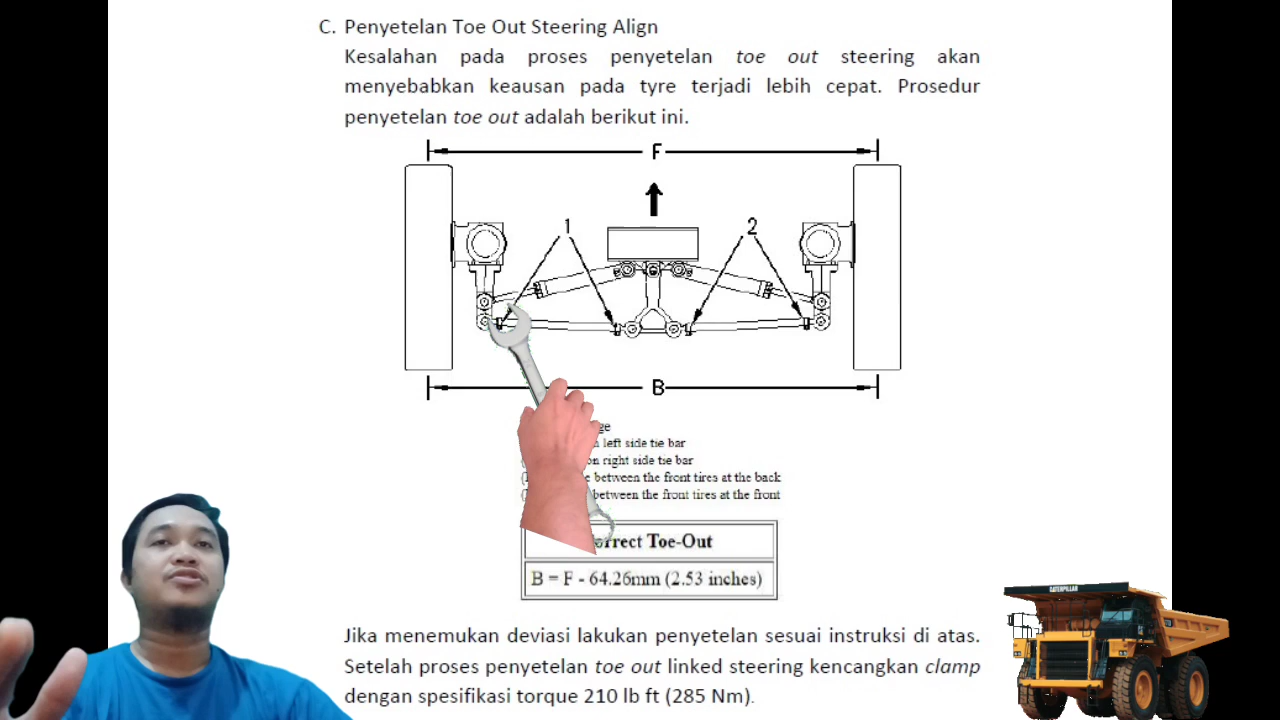 C. Penyetelan Toe Out Steering Align
Kesalahan pada proses penyetelan toe out steering akan
menyebabkan keausan pada tyre terjadi lebih cepat. Prosedur
penyetelan toe out adalah berikut ini.
F
1
2
B
left side tie bar
right side tie bar
between the front tires at the back
between the front tires at the front
Correct Toe-Out
B = F - 64.26mm (2.53 inches)
CATERPILLAR
Jika menemukan deviasi lakukan penyetelan sesuai instruksi di atas.
Setelah proses penyetelan toe out linked steering kencangkan clamp
dengan spesifikasi torque 210 lb ft (285 Nm).